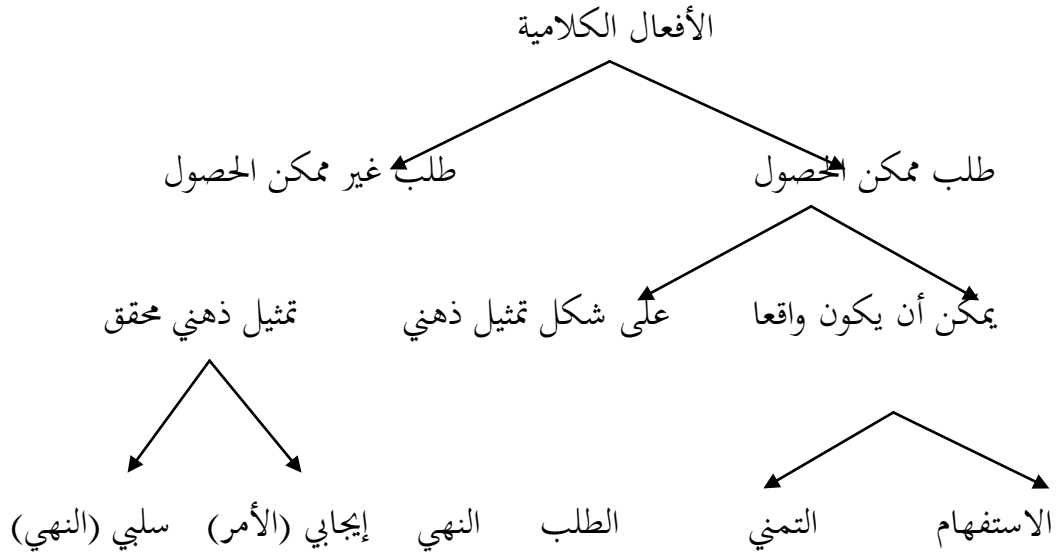 الأفعال الكلامية
طلب ممكن الحصول طلب غير ممكن الحصول
يمكن أن يكون واقعا على شكل تمثيل ذهني تمثيل ذهني محقق
الاستفهام التمني الطلب النهي إيجابي (الأمر) سلبي (النهي)